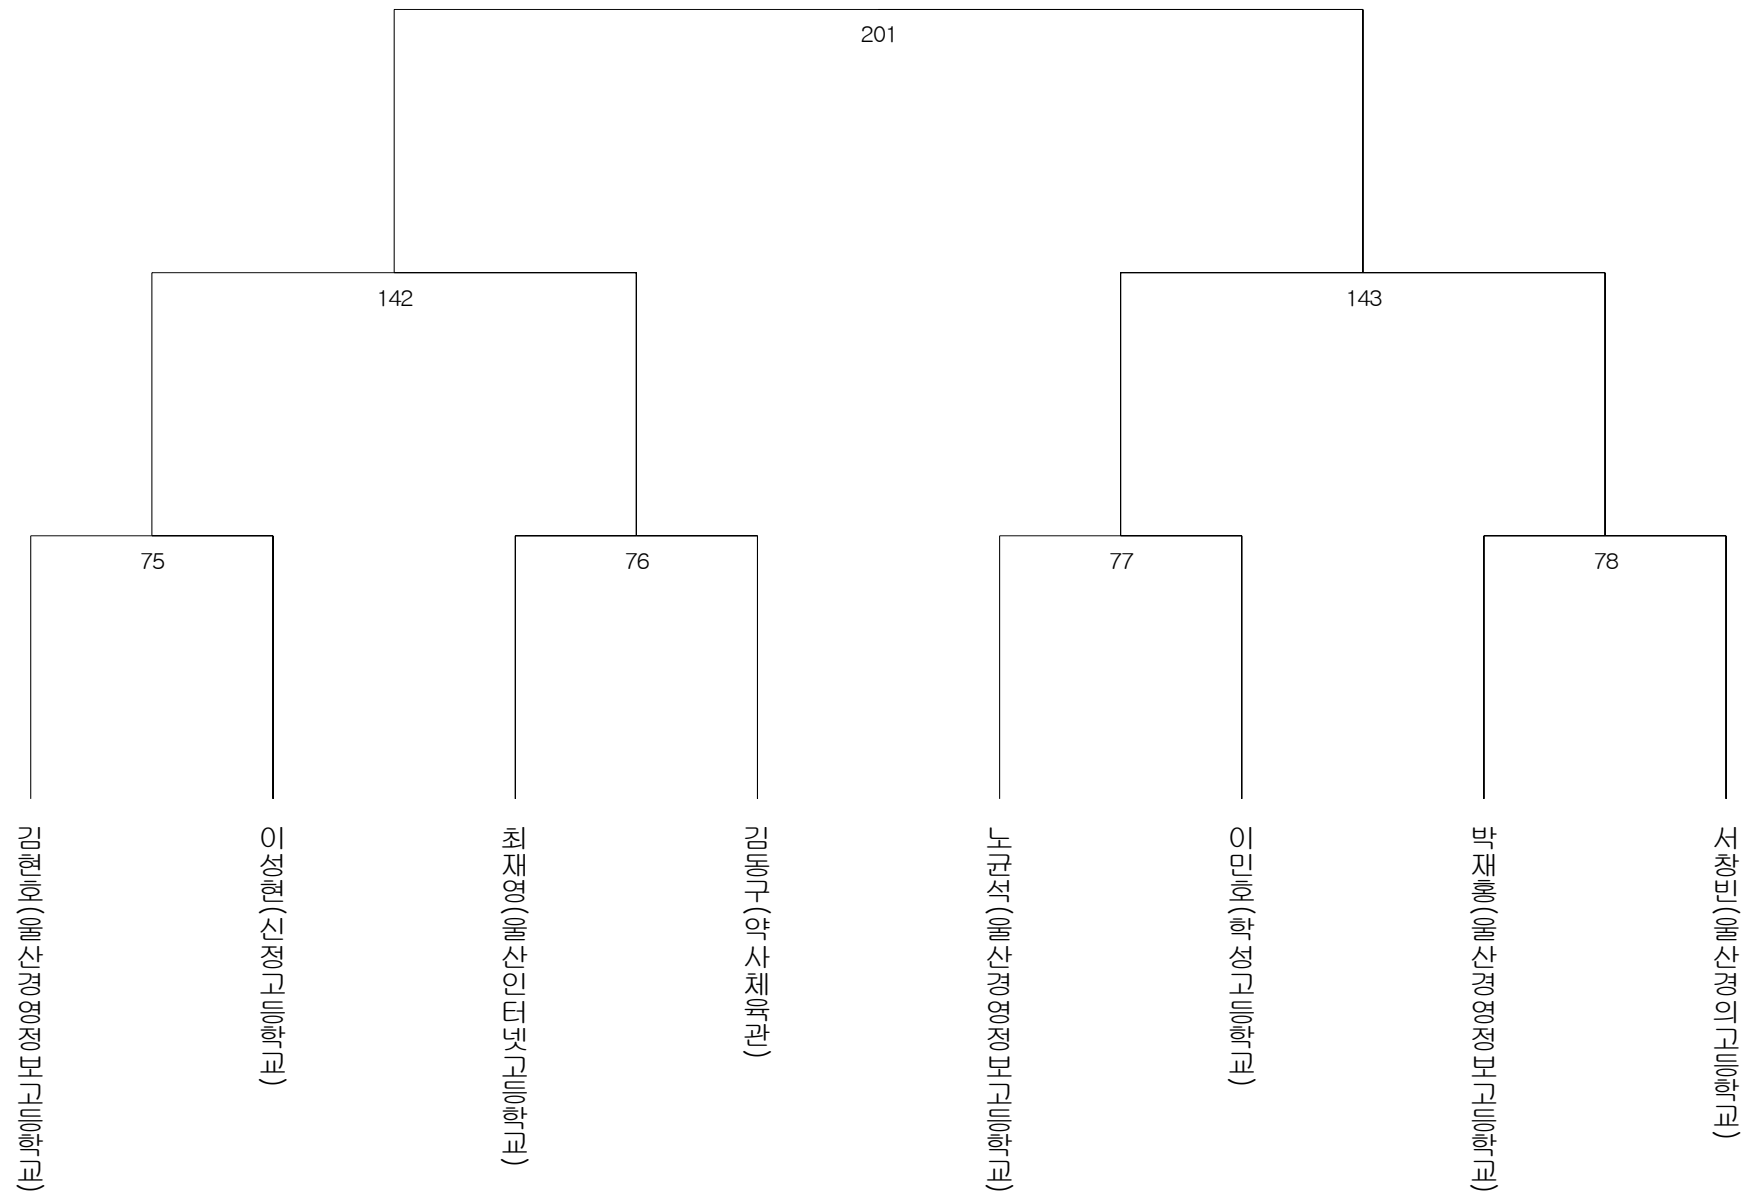 201
142
143
75
76
77
78
김현호(울산경영정보고등학교)
이성현(신정고등학교)
최재영(울산인터넷고등학교)
김동구(약사체육관)
노균석(울산경영정보고등학교)
이민호(학성고등학교)
박재홍(울산경영정보고등학교)
서창빈(울산경의고등학교)